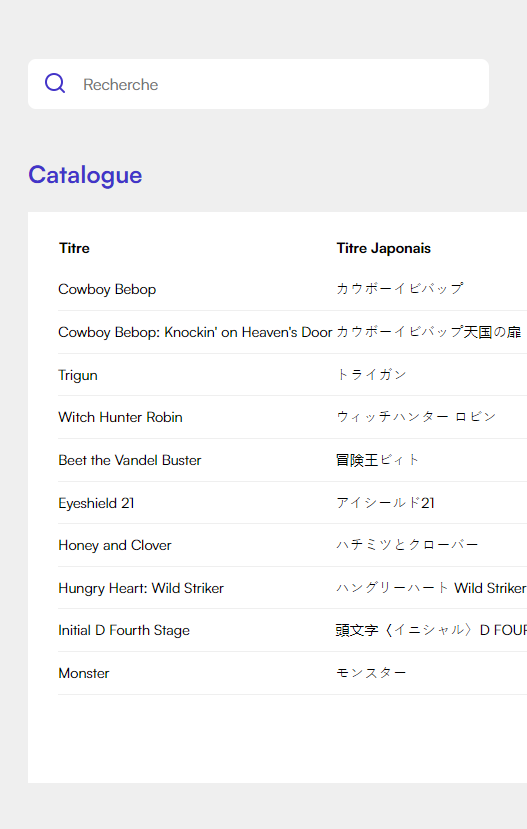 Recherche
Catalogue
Titre Titre Japonais
Cowboy Bebop カウボーイビバップ
Cowboy Bebop: Knockin' on Heaven's Door カウボーイビバップ天国の扉
Trigun トライガン
Witch Hunter Robin ウィッチハンター ロビン
Beet the Vandel Buster 冒険王ビィト
Eyeshield 21 アイシールド21
Honey and Clover ハチミツとクローバー
Hungry Heart: Wild Striker ハングリーハート Wild Striker
Initial D Fourth Stage 頭文字〈イニシャル〉D FOUR
Monster モンスター